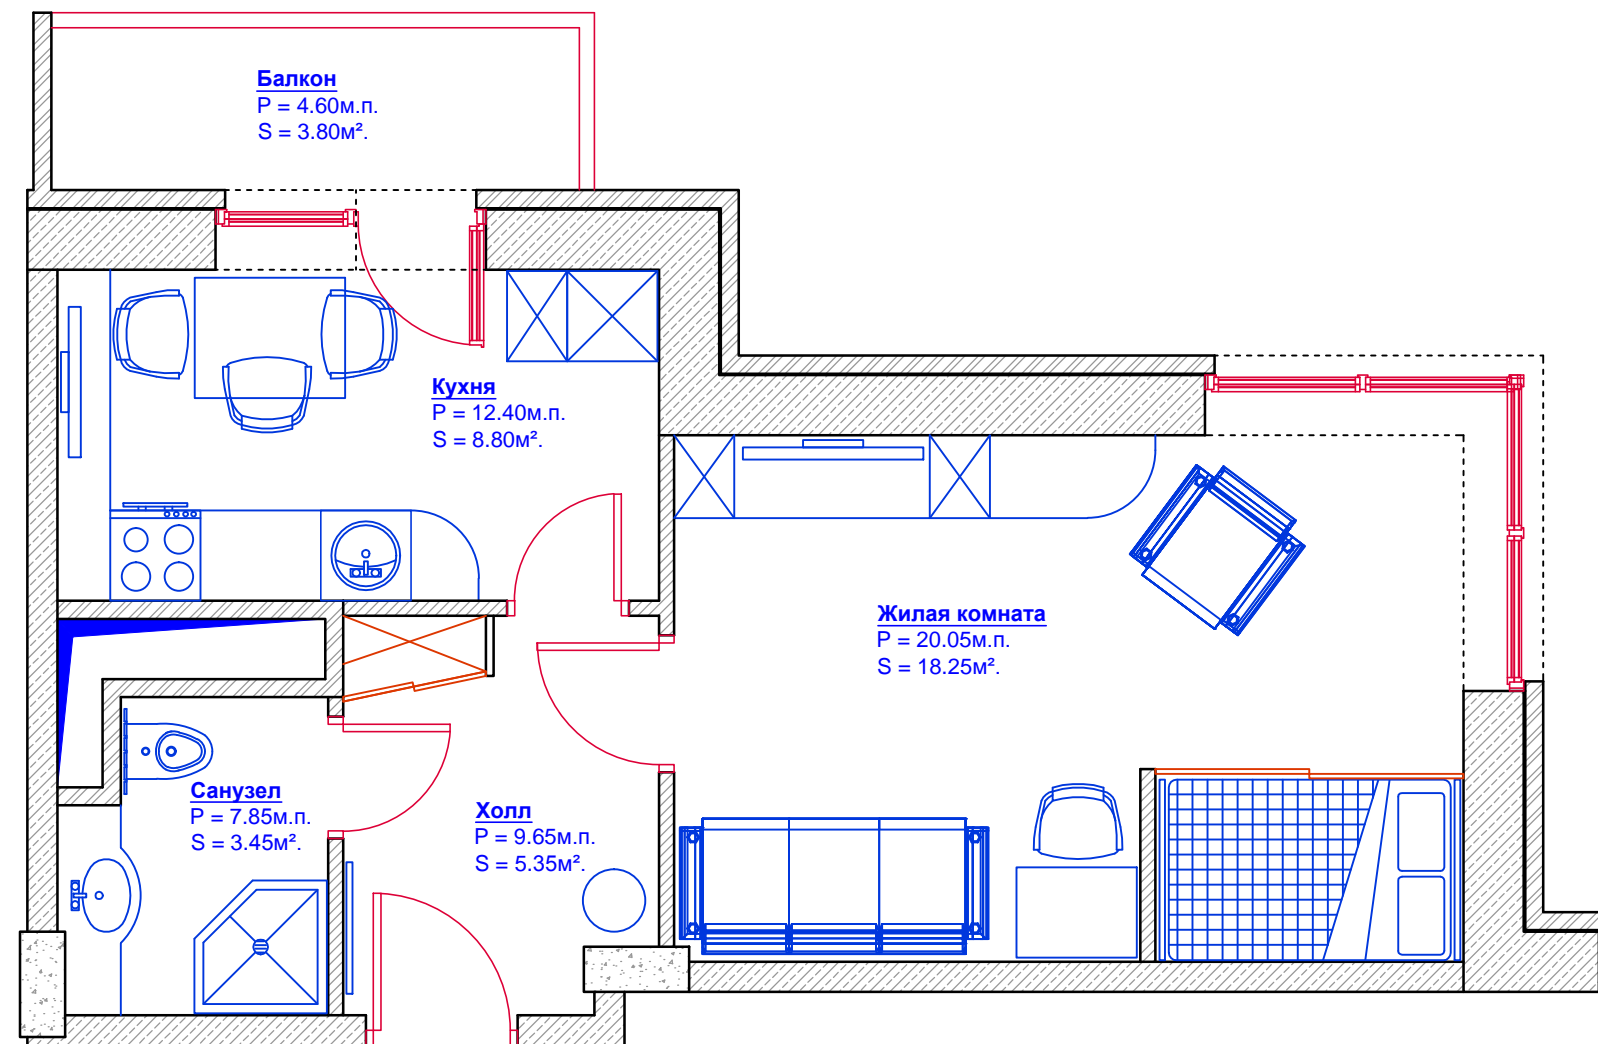 Балкон
P = 4.60м.п.
S = 3.80м².
Кухня
P = 12.40м.п.
S = 8.80м².
Жилая комната
P = 20.05м.п.
S = 18.25м².
Санузел
P = 7.85м.п.
S = 3.45м².
Холл
P = 9.65м.п.
S = 5.35м².